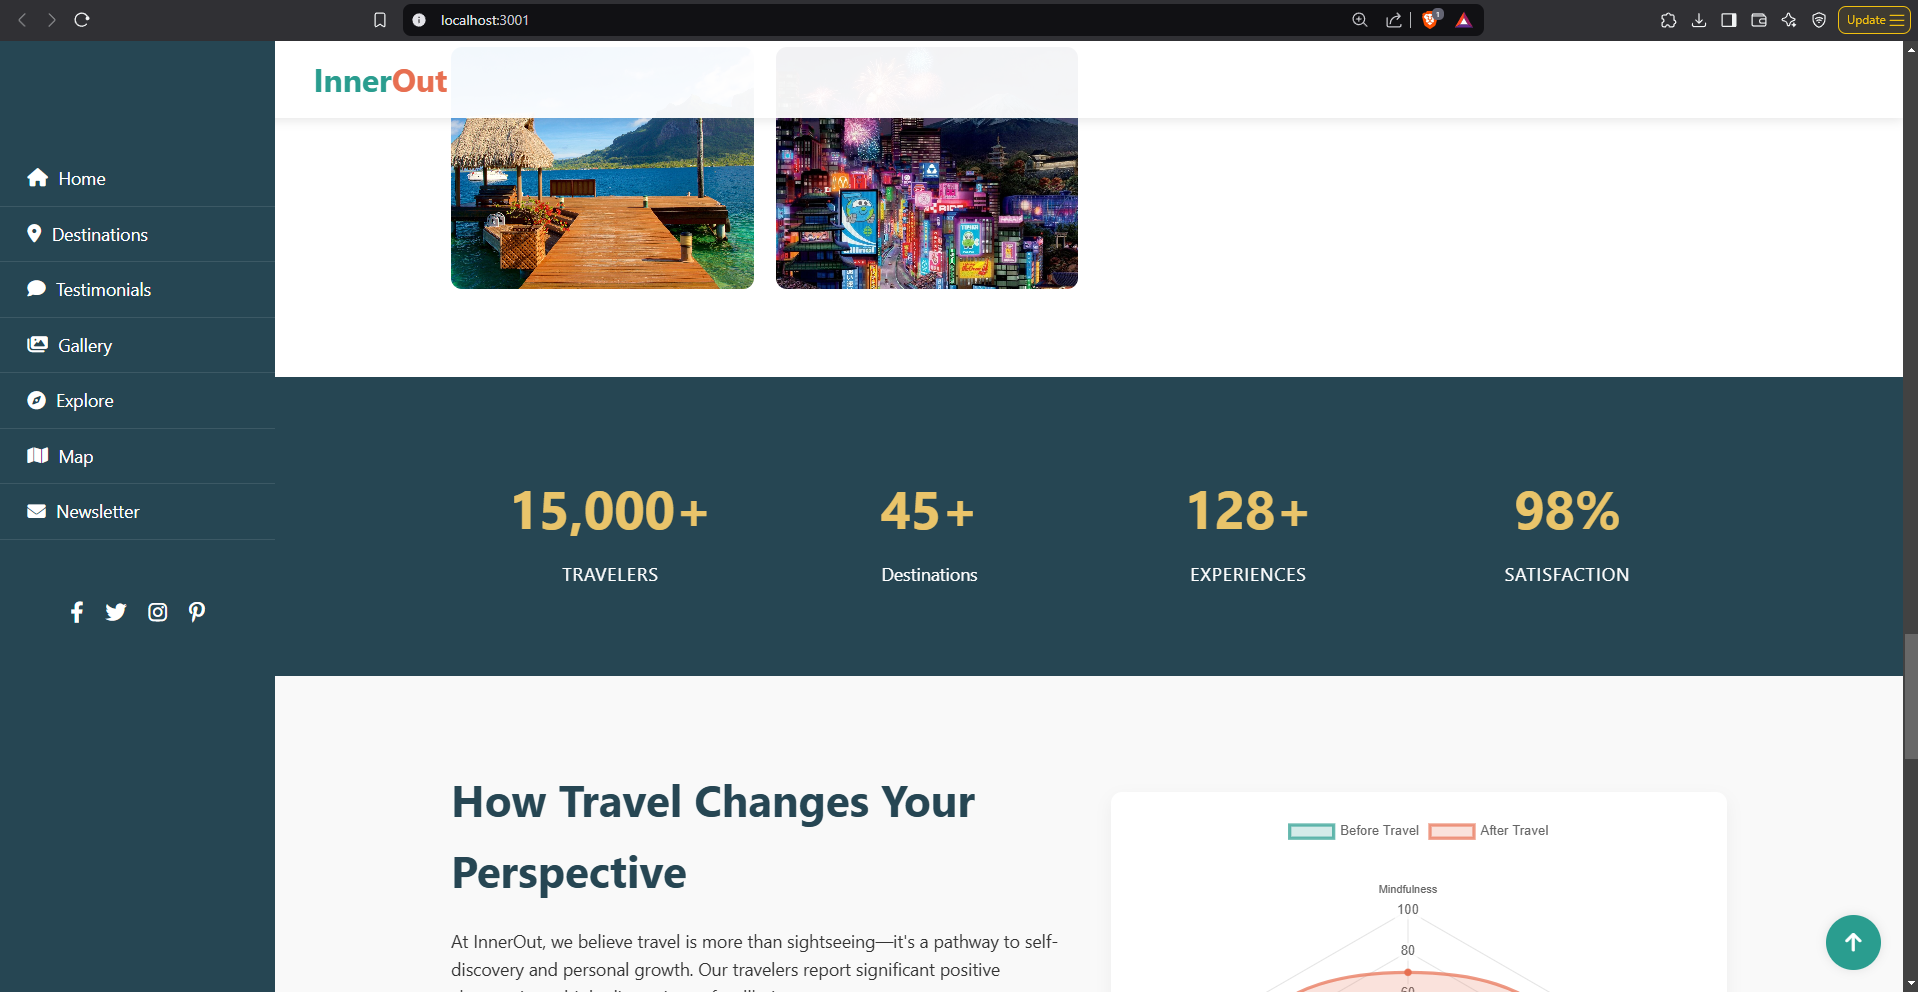 localhost:3001
1
Update
InnerOut
Home
Destinations
Testimonials
Gallery
Explore
Map
Newsletter
15,000+
TRAVELERS
45+
Destinations
128+
EXPERIENCES
98%
SATISFACTION
How Travel Changes Your
Perspective
At InnerOut, we believe travel is more than sightseeing—it's a pathway to self-
discovery and personal growth. Our travelers report significant positive
Before Travel
After Travel
Mindfulness
100
80
60